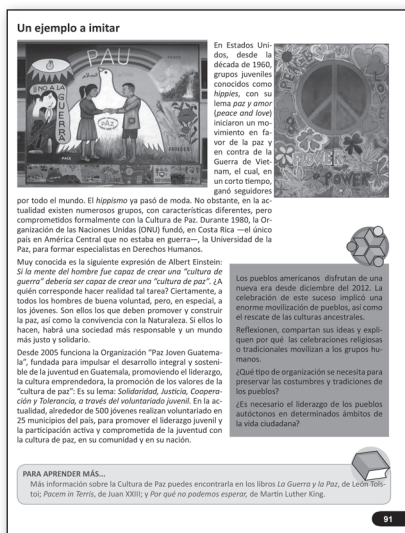 Un ejemplo a imitar
PAU
NO A LA
GUERRA
PAZ
PEACE
En Estados Uni-
dos, desde la
década de 1960,
grupos juveniles
conocidos como
hippies, con su
lema paz y amor
(peace and love)
iniciaron un mo-
vimiento en fa-
vor de la paz y
en contra de la
Guerra de Viet-
nam, el cual, en
un corto tiempo,
ganó seguidores
por todo el mundo. El hippismo ya pasó de moda. No obstante, en la ac-
tualidad existen numerosos grupos, con características diferentes, pero
comprometidos formalmente con la Cultura de Paz. Durante 1980, la Or-
ganización de las Naciones Unidas (ONU) fundó, en Costa Rica —el único
país en América Central que no estaba en guerra—, la Universidad de la
Paz, para formar especialistas en Derechos Humanos.
Muy conocida es la siguiente expresión de Albert Einstein:
Si la mente del hombre fue capaz de crear una “cultura de
guerra” debería ser capaz de crear una “cultura de paz”. ¿A
quién corresponde hacer realidad tal tarea? Ciertamente, a
todos los hombres de buena voluntad, pero, en especial, a
los jóvenes. Son ellos los que deben promover y construir
la paz, así como la convivencia con la Naturaleza. Si ellos lo
hacen, habrá una sociedad más responsable y un mundo
más justo y solidario.
Desde 2005 funciona la Organización “Paz Joven Guatema-
la”, fundada para impulsar el desarrollo integral y sosteni-
ble de la juventud en Guatemala, promoviendo el liderazgo,
la cultura emprendedora, la promoción de los valores de la
“cultura de paz”: Es su lema: Solidaridad, Justicia, Coopera-
ción y Tolerancia, a través del voluntariado juvenil. En la ac-
tualidad, alrededor de 500 jóvenes realizan voluntariado en
25 municipios del país, para promover el liderazgo juvenil y
la participación activa y comprometida de la juventud con
la cultura de paz, en su comunidad y en su nación.
Los pueblos americanos disfrutan de una
nueva era desde diciembre del 2012. La
celebración de este suceso implicó una
enorme movilización de pueblos, así como
el rescate de las culturas ancestrales.
Reflexionen, compartan sus ideas y expli-
quen por qué las celebraciones religiosas
o tradicionales movilizan a los grupos hu-
manos.
¿Qué tipo de organización se necesita para
preservar las costumbres y tradiciones de
los pueblos?
¿Es necesario el liderazgo de los pueblos
autóctonos en determinados ámbitos de
la vida ciudadana?
PARA APRENDER MÁS...
Más información sobre la Cultura de Paz puedes encontrarla en los libros La Guerra y la Paz, de León Tols-
toi; Pacem in Terris, de Juan XXIII; y Por qué no podemos esperar, de Martin Luther King.
91